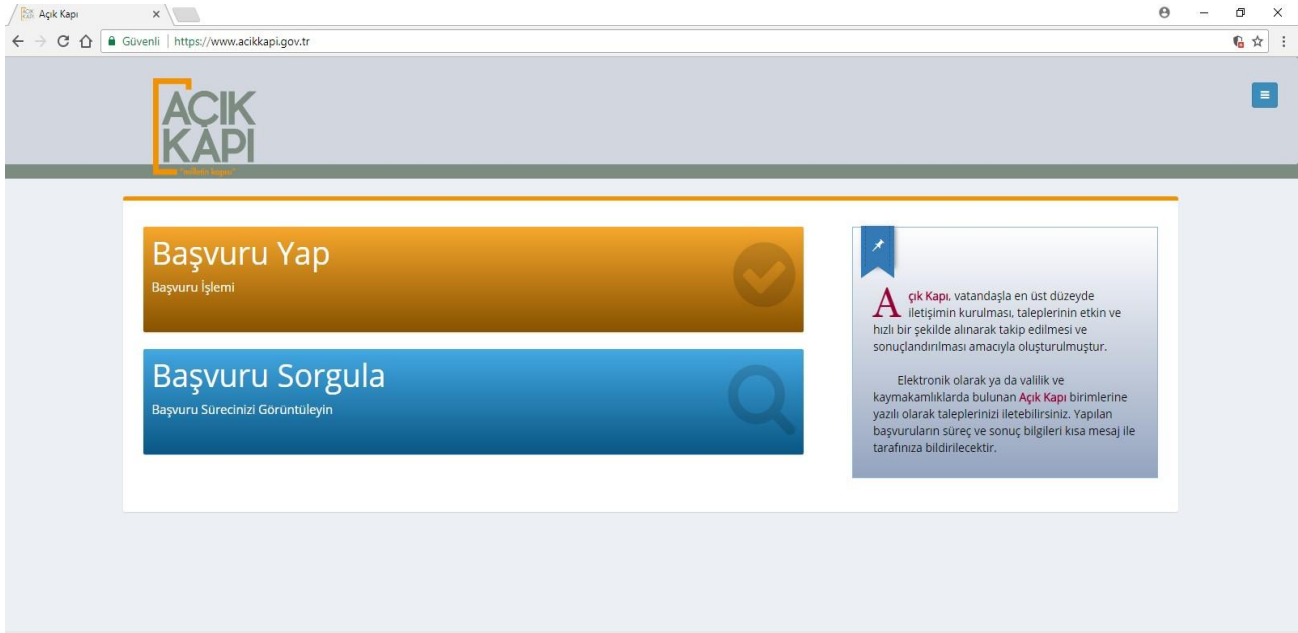 Açık Kapı
Güvenli | https://www.acikkapi.gov.tr
AÇIK
KAPI
"milletin kapısı"
Başvuru Yap
Başvuru İşlemi
Başvuru Sorgula
Başvuru Sürecinizi Görüntüleyin
Açık Kapı, vatandaşla en üst düzeyde
iletişimin kurulması, taleplerinin etkin ve
hızlı bir şekilde alınarak takip edilmesi ve
sonuçlandırılması amacıyla oluşturulmuştur.
Elektronik olarak ya da valilik ve
kaymakamlıklarda bulunan Açık Kapı birimlerine
yazılı olarak taleplerinizi iletebilirsiniz. Yapılan
başvuruların süreç ve sonuç bilgileri kısa mesaj ile
tarafınıza bildirilecektir.